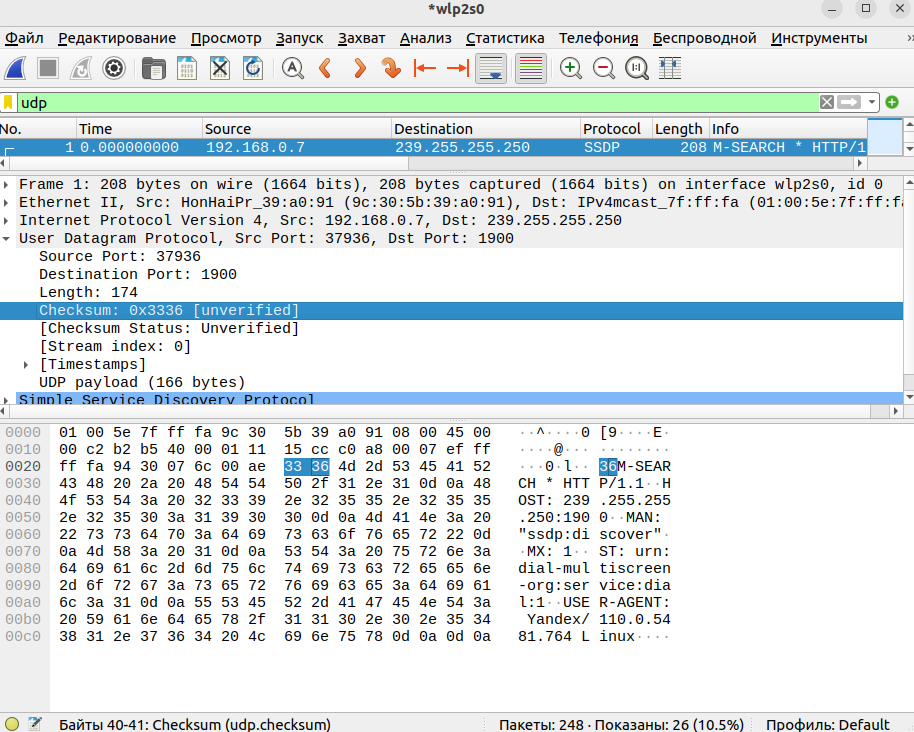 *wlp2s0
Файл Редактирование Просмотр Запуск Захват Анализ Статистика Телефония Беспроводной Инструменты »
udp
No. Time Source Destination Protocol Length Info
1 0.000000000 192.168.0.7 239.255.255.250 SSDP 208 M-SEARCH * HTTP/1
Frame 1: 208 bytes on wire (1664 bits), 208 bytes captured (1664 bits) on interface wlp2s0, id 0
Ethernet II, Src: HonHaiPr_39:a0:91 (9c:30:5b:39:a0:91), Dst: IPv4mcast_7f:ff:fa (01:00:5e:7f:ff:fa
Internet Protocol Version 4, Src: 192.168.0.7, Dst: 239.255.255.250
User Datagram Protocol, Src Port: 37936, Dst Port: 1900
Source Port: 37936
Destination Port: 1900
Length: 174
Checksum: 0x3336 [unverified]
[Checksum Status: Unverified]
[Stream index: 0]
[Timestamps]
UDP payload (166 bytes)
Simple Service Discovery Protocol
0000 01 00 5e 7f ff fa 9c 30 5b 39 a0 91 08 00 45 00 ··^····0 [9····E·
0010 00 c2 b2 b5 40 00 01 11 15 cc c0 a8 00 07 ef ff ····@··· ········
0020 ff fa 94 30 07 6c 00 ae 33 36 4d 2d 53 45 41 52 ···0·l·· 36M-SEAR
0030 43 48 20 2a 20 48 54 54 50 2f 31 2e 31 0d 0a 48 CH * HTT P/1.1··H
0040 4f 53 54 3a 20 32 33 39 2e 32 35 35 2e 32 35 35 OST: 239 .255.255
0050 2e 32 35 30 3a 31 39 30 30 0d 0a 4d 41 4e 3a 20 .250:190 0··MAN:
0060 22 73 73 64 70 3a 64 69 73 63 6f 76 65 72 22 0d "ssdp:di scover"·
0070 0a 4d 58 3a 20 31 0d 0a 53 54 3a 20 75 72 6e 3a ·MX: 1·· ST: urn:
0080 64 69 61 6c 2d 6d 75 6c 74 69 73 63 72 65 65 6e dial-mul tiscreen
0090 2d 6f 72 67 3a 73 65 72 76 69 63 65 3a 64 69 61 -org:ser vice:dia
00a0 6c 3a 31 0d 0a 55 53 45 52 2d 41 47 45 4e 54 3a l:1··USE R-AGENT:
00b0 20 59 61 6e 64 65 78 2f 31 31 30 2e 30 2e 35 34 Yandex/ 110.0.54
00c0 38 31 2e 37 36 34 20 4c 69 6e 75 78 0d 0a 0d 0a 81.764 L inux····
Байты 40-41: Checksum (udp.checksum) Пакеты: 248 · Показаны: 26 (10.5%) Профиль: Default